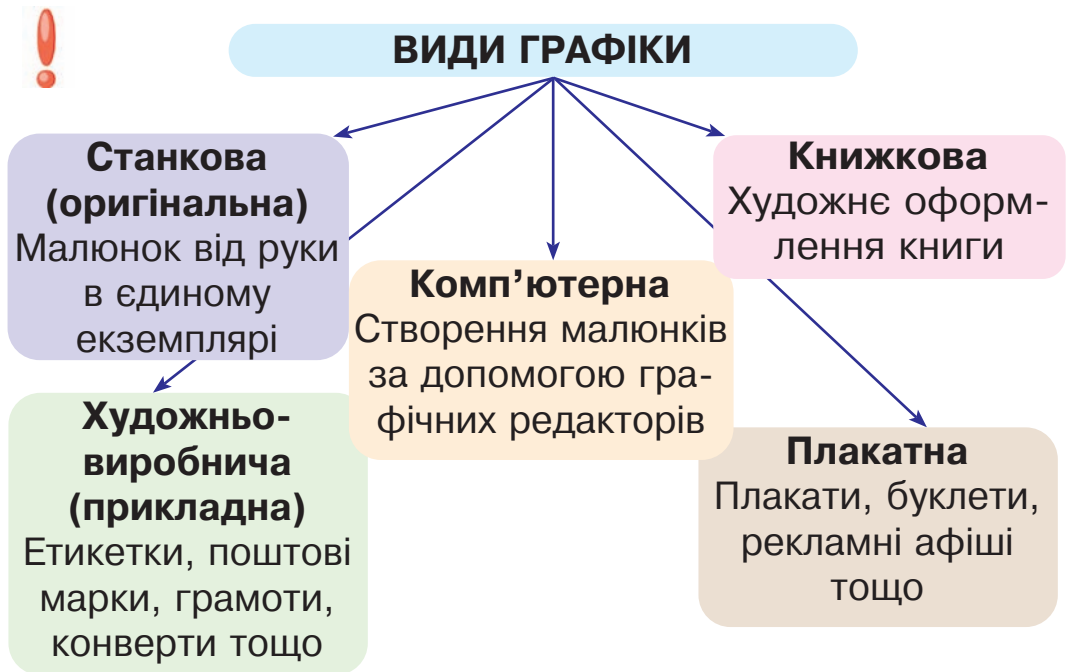 ВИДИ ГРАФІКИ
Станкова
(оригінальна)
Малюнок від руки
в єдиному
екземплярі
Книжкова
Художнє оформ-
лення книги
Комп’ютерна
Створення малюнків
за допомогою гра-
фічних редакторів
Художньо-
виробнича
(прикладна)
Етикетки, поштові
марки, грамоти,
конверти тощо
Плакатна
Плакати, буклети,
рекламні афіші
тощо